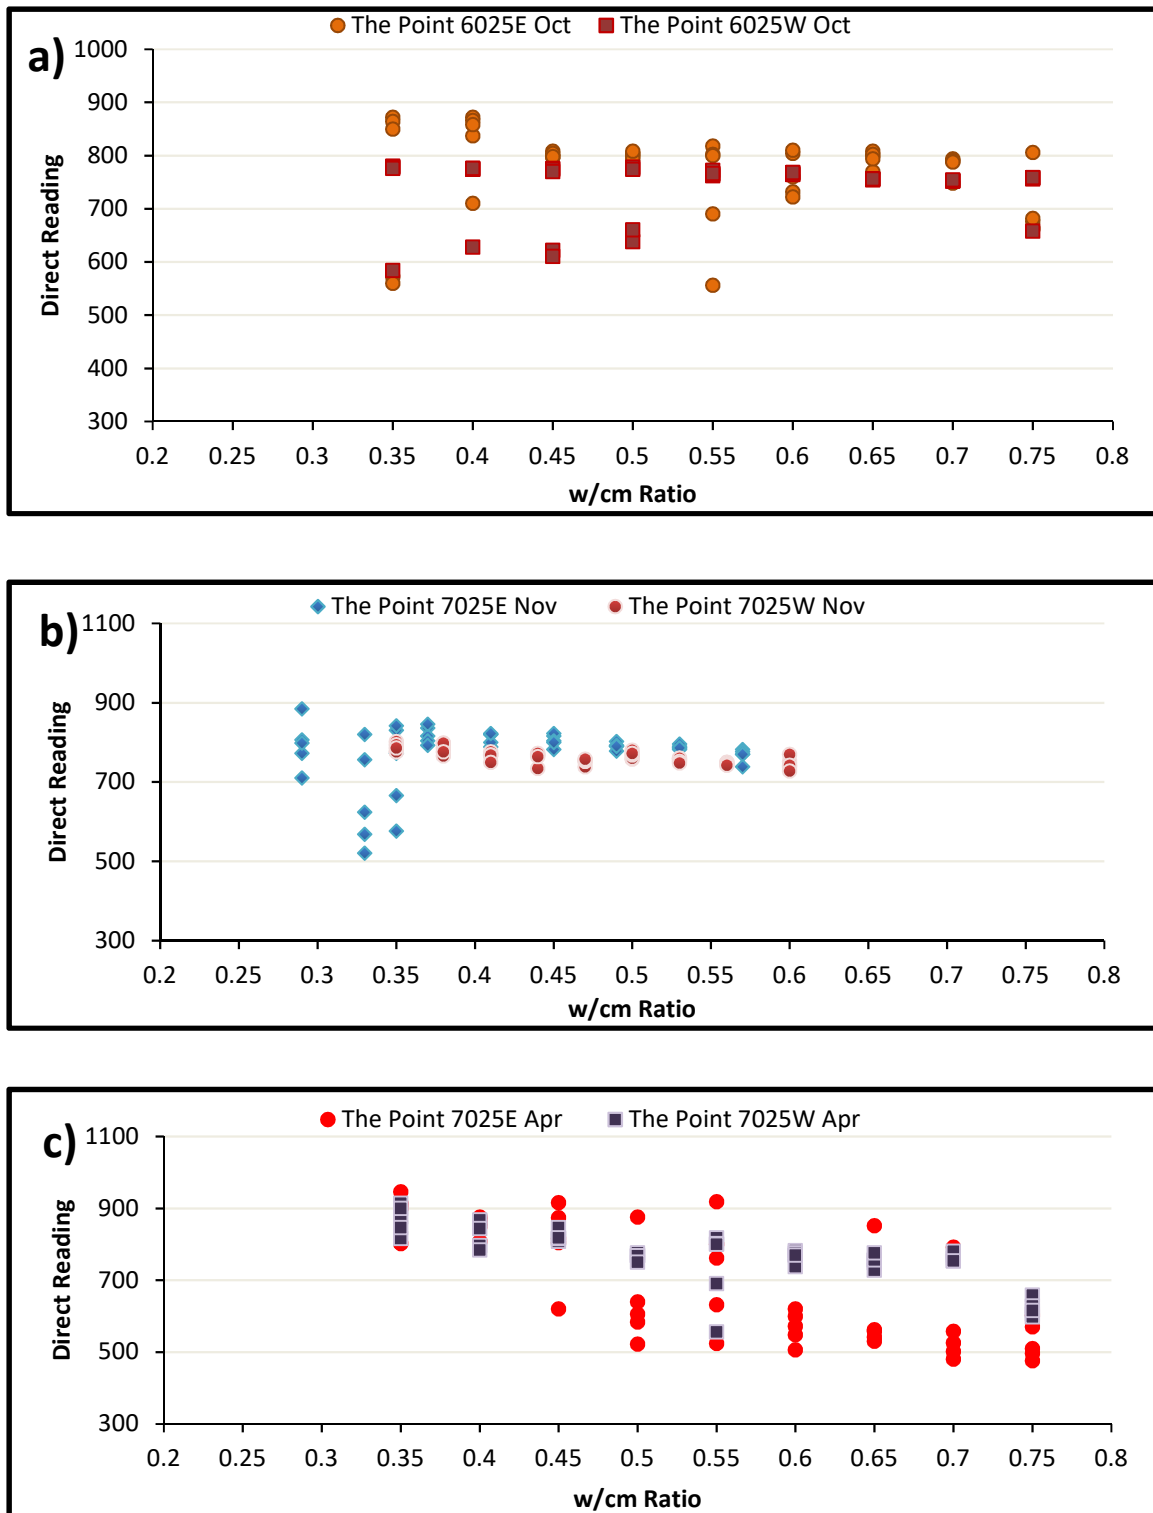 The Point 6025E Oct The Point 6025W Oct
a)
1000
900
800
700
600
500
400
300
Direct Reading
0.2 0.25 0.3 0.35 0.4 0.45 0.5 0.55 0.6 0.65 0.7 0.75 0.8
w/cm Ratio
The Point 7025E Nov The Point 7025W Nov
b)
1100
900
700
500
300
Direct Reading
0.2 0.25 0.3 0.35 0.4 0.45 0.5 0.55 0.6 0.65 0.7 0.75 0.8
w/cm Ratio
The Point 7025E Apr The Point 7025W Apr
c)
1100
900
700
500
300
Direct Reading
0.2 0.25 0.3 0.35 0.4 0.45 0.5 0.55 0.6 0.65 0.7 0.75 0.8
w/cm Ratio